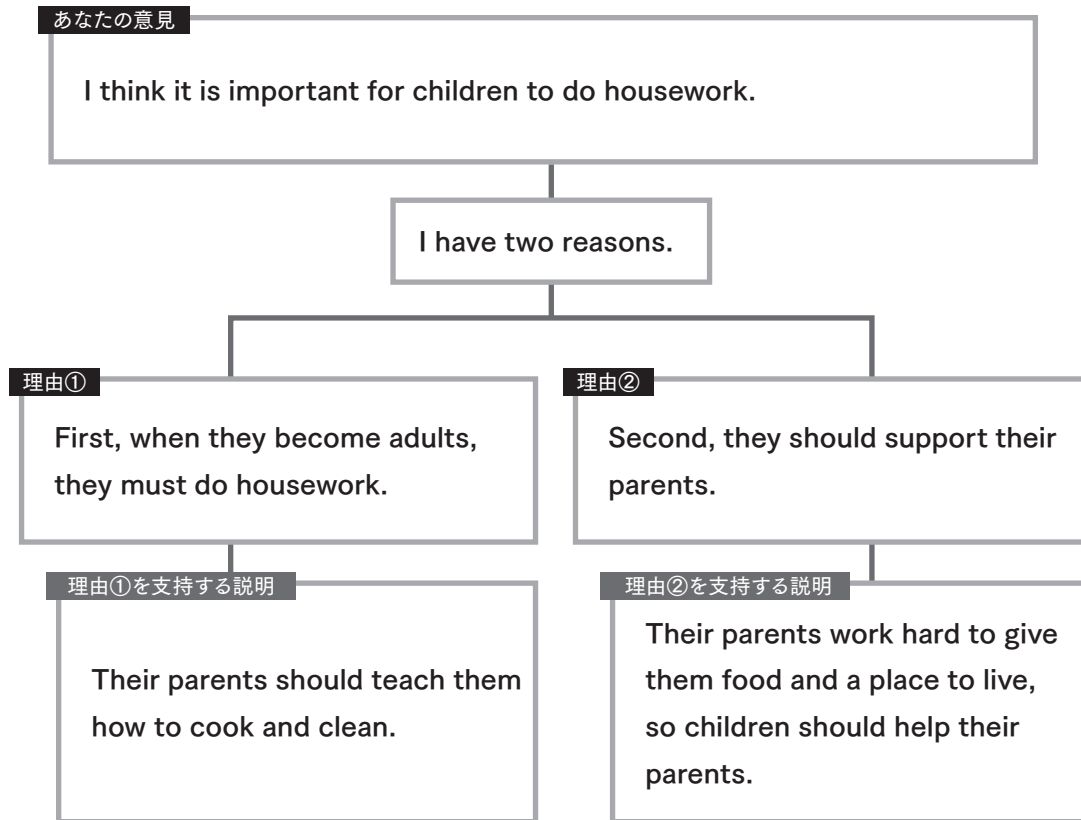 あなたの意見
I think it is important for children to do housework.
I have two reasons.
理由①
First, when they become adults,
they must do housework.
理由①を支持する説明
Their parents should teach them
how to cook and clean.
理由②
Second, they should support their
parents.
理由②を支持する説明
Their parents work hard to give
them food and a place to live,
so children should help their
parents.